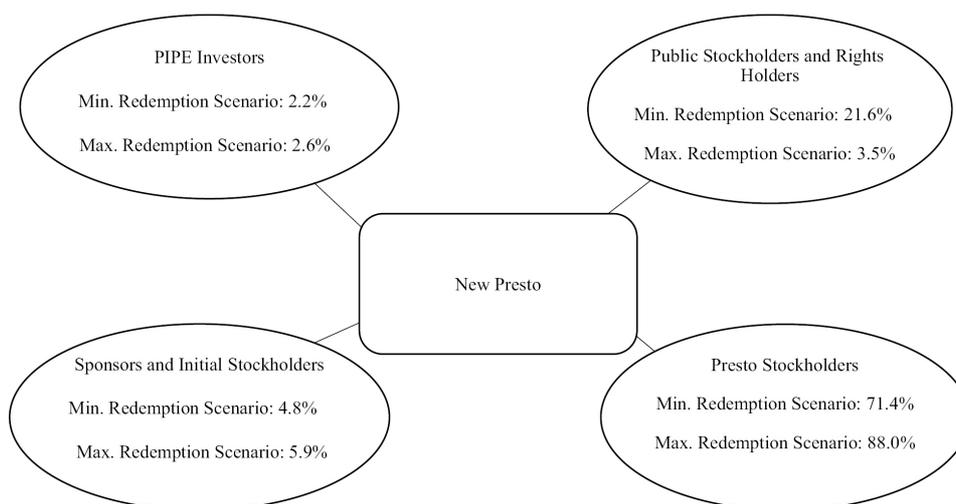 PIPE Investors
Min. Redemption Scenario: 2.2%
Max. Redemption Scenario: 2.6%
Public Stockholders and Rights
Holders
Min. Redemption Scenario: 21.6%
Max. Redemption Scenario: 3.5%
New Presto
Sponsors and Initial Stockholders
Min. Redemption Scenario: 4.8%
Max. Redemption Scenario: 5.9%
Presto Stockholders
Min. Redemption Scenario: 71.4%
Max. Redemption Scenario: 88.0%